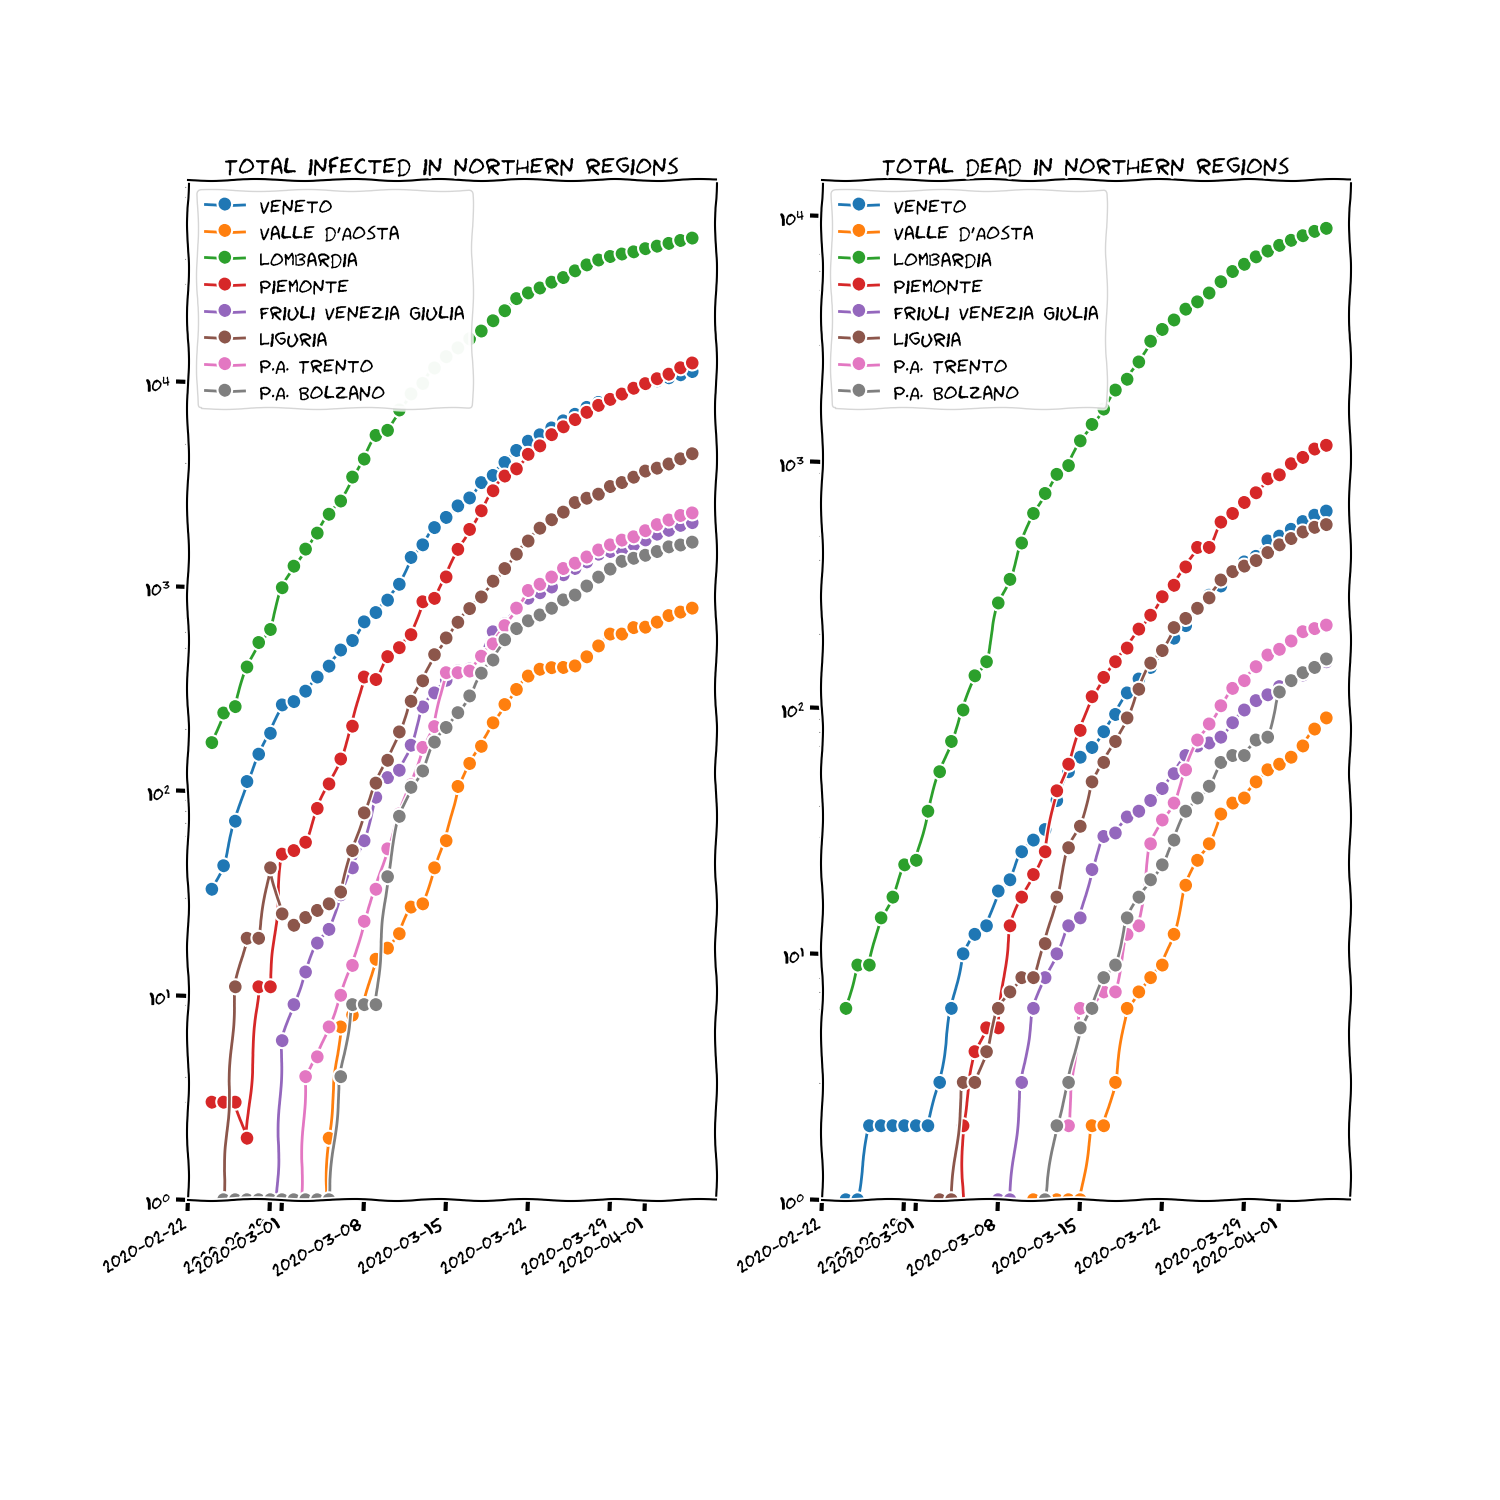 TOTAL INFECTED IN NORTHERN REGIONS
VENETO
VALLE D'AOSTA
LOMBARDIA
PIEMONTE
FRIULI VENEZIA GIULIA
LIGURIA
P.A. TRENTO
P.A. BOLZANO
10⁴
10³
10²
10¹
10⁰
2020-02-22
2020-03-01
2020-03-08
2020-03-15
2020-03-22
2020-03-29
2020-04-01
TOTAL DEAD IN NORTHERN REGIONS
VENETO
VALLE D'AOSTA
LOMBARDIA
PIEMONTE
FRIULI VENEZIA GIULIA
LIGURIA
P.A. TRENTO
P.A. BOLZANO
10⁴
10³
10²
10¹
10⁰
2020-02-22
2020-03-01
2020-03-08
2020-03-15
2020-03-22
2020-03-29
2020-04-01